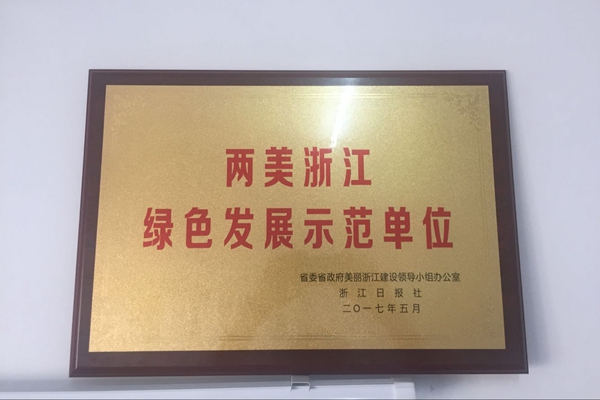 两美浙江
绿色发展示范单位
省委省政府美丽浙江建设领导小组办公室
浙江日报社
二〇一七年五月